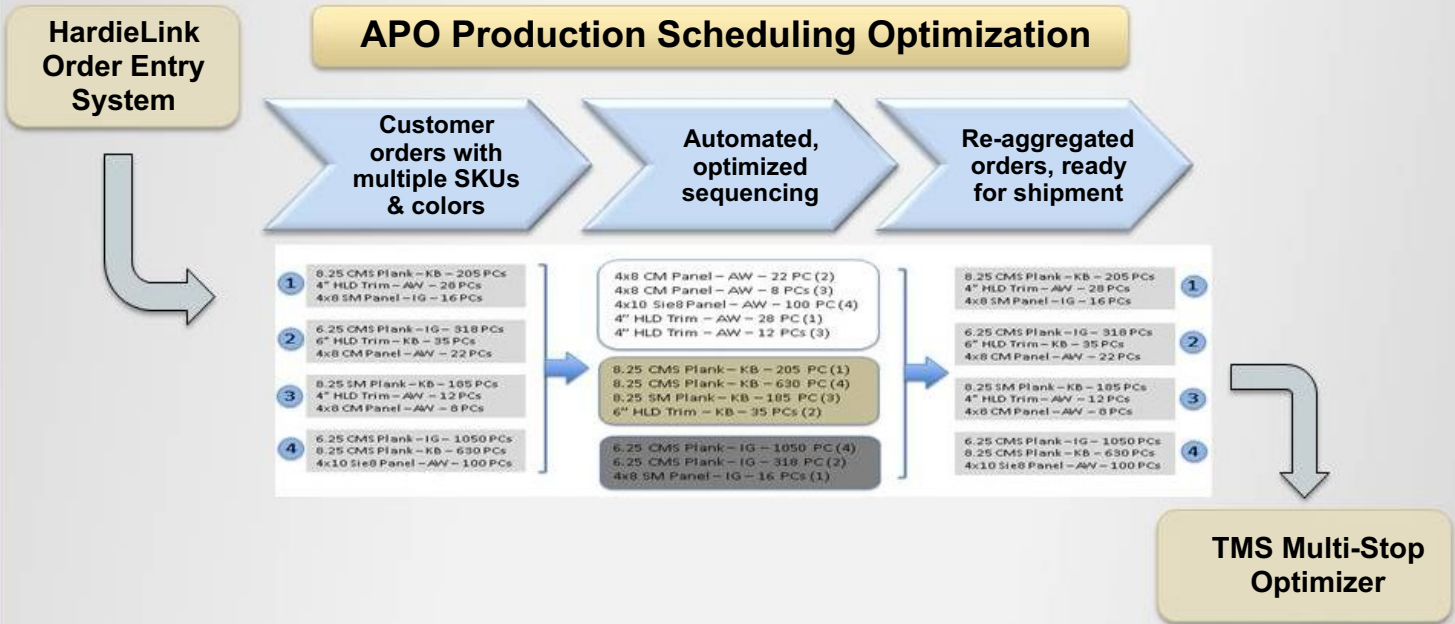 HardieLink
Order Entry
System
APO Production Scheduling Optimization
Customer
orders with
multiple SKUs
& colors
Automated,
optimized
sequencing
Re-aggregated
orders, ready
for shipment
1
8.25 CMS Plank – KB – 205 PCs
4" HLD Trim – AW – 28 PCs
4x8 SM Panel – IG – 16 PCs
2
6.25 CMS Plank – IG – 318 PCs
6" HLD Trim – KB – 35 PCs
4x8 CM Panel – AW – 22 PCs
3
8.25 SM Plank – KB – 185 PCs
4" HLD Trim – AW – 12 PCs
4x8 CM Panel – AW – 8 PCs
4
6.25 CMS Plank – IG – 1050 PCs
8.25 CMS Plank – KB – 630 PCs
4x10 Sie8 Panel – AW – 100 PCs
4x8 CM Panel – AW – 22 PC (2)
4x8 CM Panel – AW – 8 PCs (3)
4x10 Sie8 Panel – AW – 100 PC (4)
4" HLD Trim – AW – 28 PC (1)
4" HLD Trim – AW – 12 PCs (3)
8.25 CMS Plank – KB – 205 PC (1)
8.25 CMS Plank – KB – 630 PC (4)
8.25 SM Plank – KB – 185 PC (3)
6" HLD Trim – KB – 35 PCs (2)
6.25 CMS Plank – IG – 1050 PC (4)
6.25 CMS Plank – IG – 318 PC (2)
4x8 SM Panel – IG – 16 PCs (1)
8.25 CMS Plank – KB – 205 PCs
4" HLD Trim – AW – 28 PCs
4x8 SM Panel – IG – 16 PCs
1
6.25 CMS Plank – IG – 318 PCs
6" HLD Trim – KB – 35 PCs
4x8 CM Panel – AW – 22 PCs
2
8.25 SM Plank – KB – 185 PCs
4" HLD Trim – AW – 12 PCs
4x8 CM Panel – AW – 8 PCs
3
6.25 CMS Plank – IG – 1050 PCs
8.25 CMS Plank – KB – 630 PCs
4x10 Sie8 Panel – AW – 100 PCs
4
TMS Multi-Stop
Optimizer